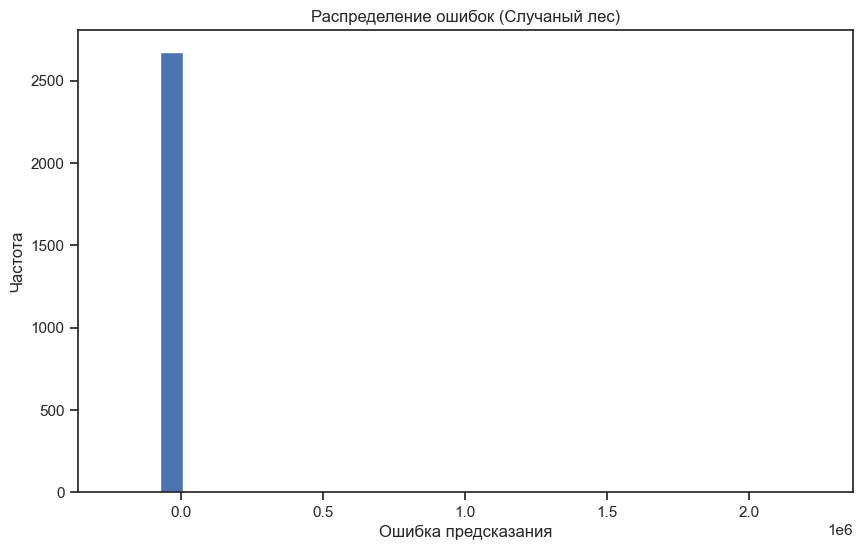 Распределение ошибок (Случаный лес)
Частота
2500
2000
1500
1000
500
0
0.0 0.5 1.0 1.5 2.0
1e6
Ошибка предсказания